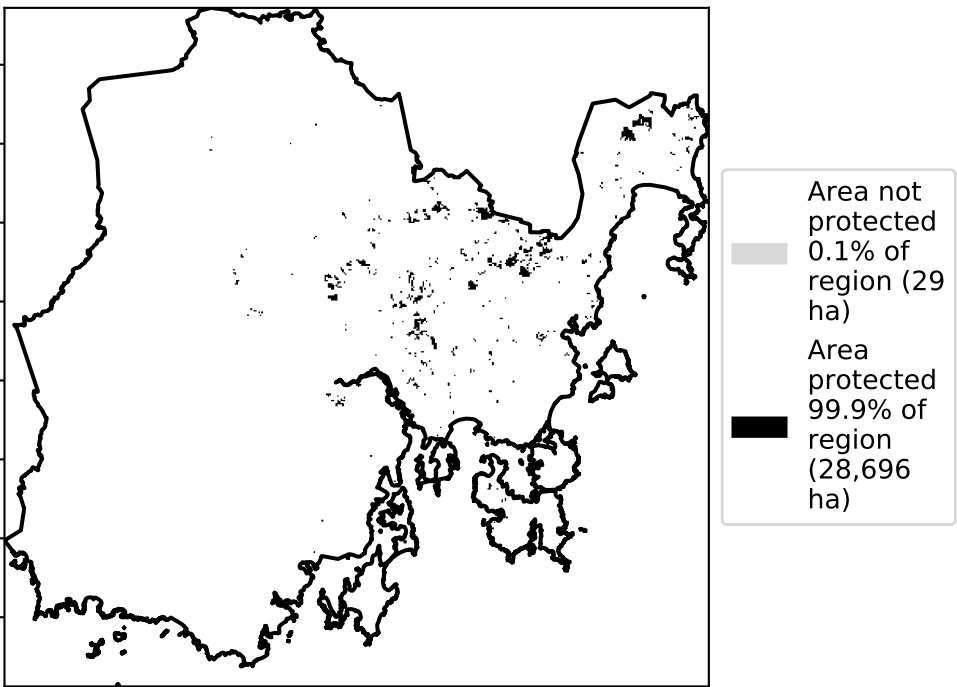 Area not
protected
0.1% of
region (29
ha)
Area
protected
99.9% of
region
(28,696
ha)